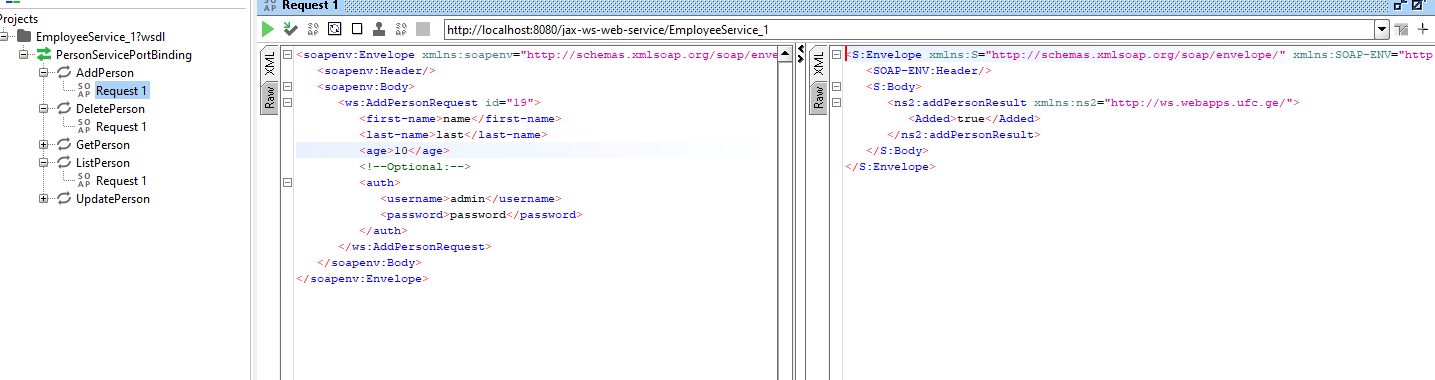 Request 1
Projects
EmployeeService_1?wsdl
PersonServicePortBinding
AddPerson
SO AP Request 1
DeletePerson
SO AP Request 1
GetPerson
ListPerson
SO AP Request 1
UpdatePerson
http://localhost:8080/jax-ws-web-service/EmployeeService_1
XML
Raw
<soapenv:Envelope xmlns:soapenv="http://schemas.xmlsoap.org/soap/enve
<soapenv:Header/>
<soapenv:Body>
<ws:AddPersonRequest id="19">
<first-name>name</first-name>
<last-name>last</last-name>
<age>10</age>
<!--Optional:-->
<auth>
<username>admin</username>
<password>password</password>
</auth>
</ws:AddPersonRequest>
</soapenv:Body>
</soapenv:Envelope>
XML
Raw
<S:Envelope xmlns:S="http://schemas.xmlsoap.org/soap/envelope/" xmlns:SOAP-ENV="http
<SOAP-ENV:Header/>
<S:Body>
<ns2:addPersonResult xmlns:ns2="http://ws.webapps.ufc.ge/">
<Added>true</Added>
</ns2:addPersonResult>
</S:Body>
</S:Envelope>